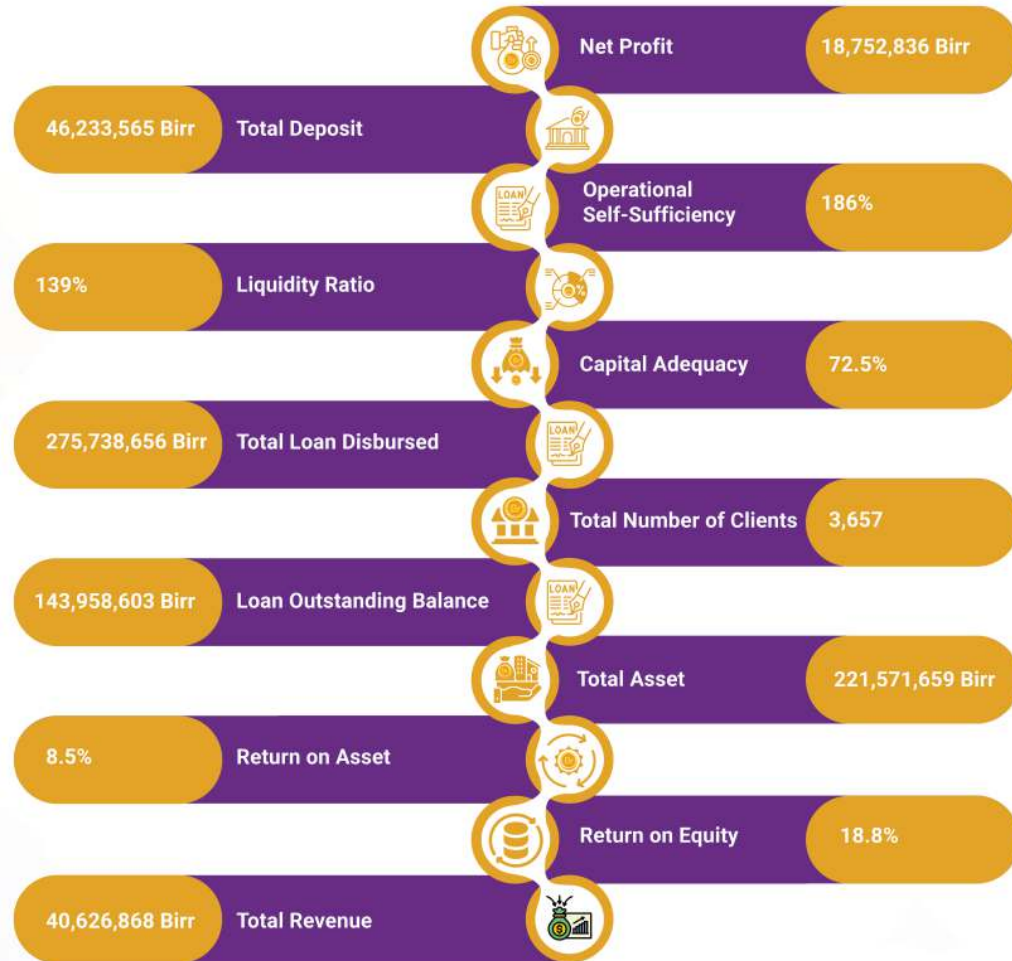 Net Profit
18,752,836 Birr
46,233,565 Birr
Total Deposit
LOAN
Operational
Self-Sufficiency
186%
139%
Liquidity Ratio
%
Capital Adequacy
72.5%
275,738,656 Birr
Total Loan Disbursed
LOAN
Total Number of Clients
3,657
143,958,603 Birr
Loan Outstanding Balance
LOAN
Total Asset
221,571,659 Birr
8.5%
Return on Asset
Return on Equity
18.8%
40,626,868 Birr
Total Revenue
$